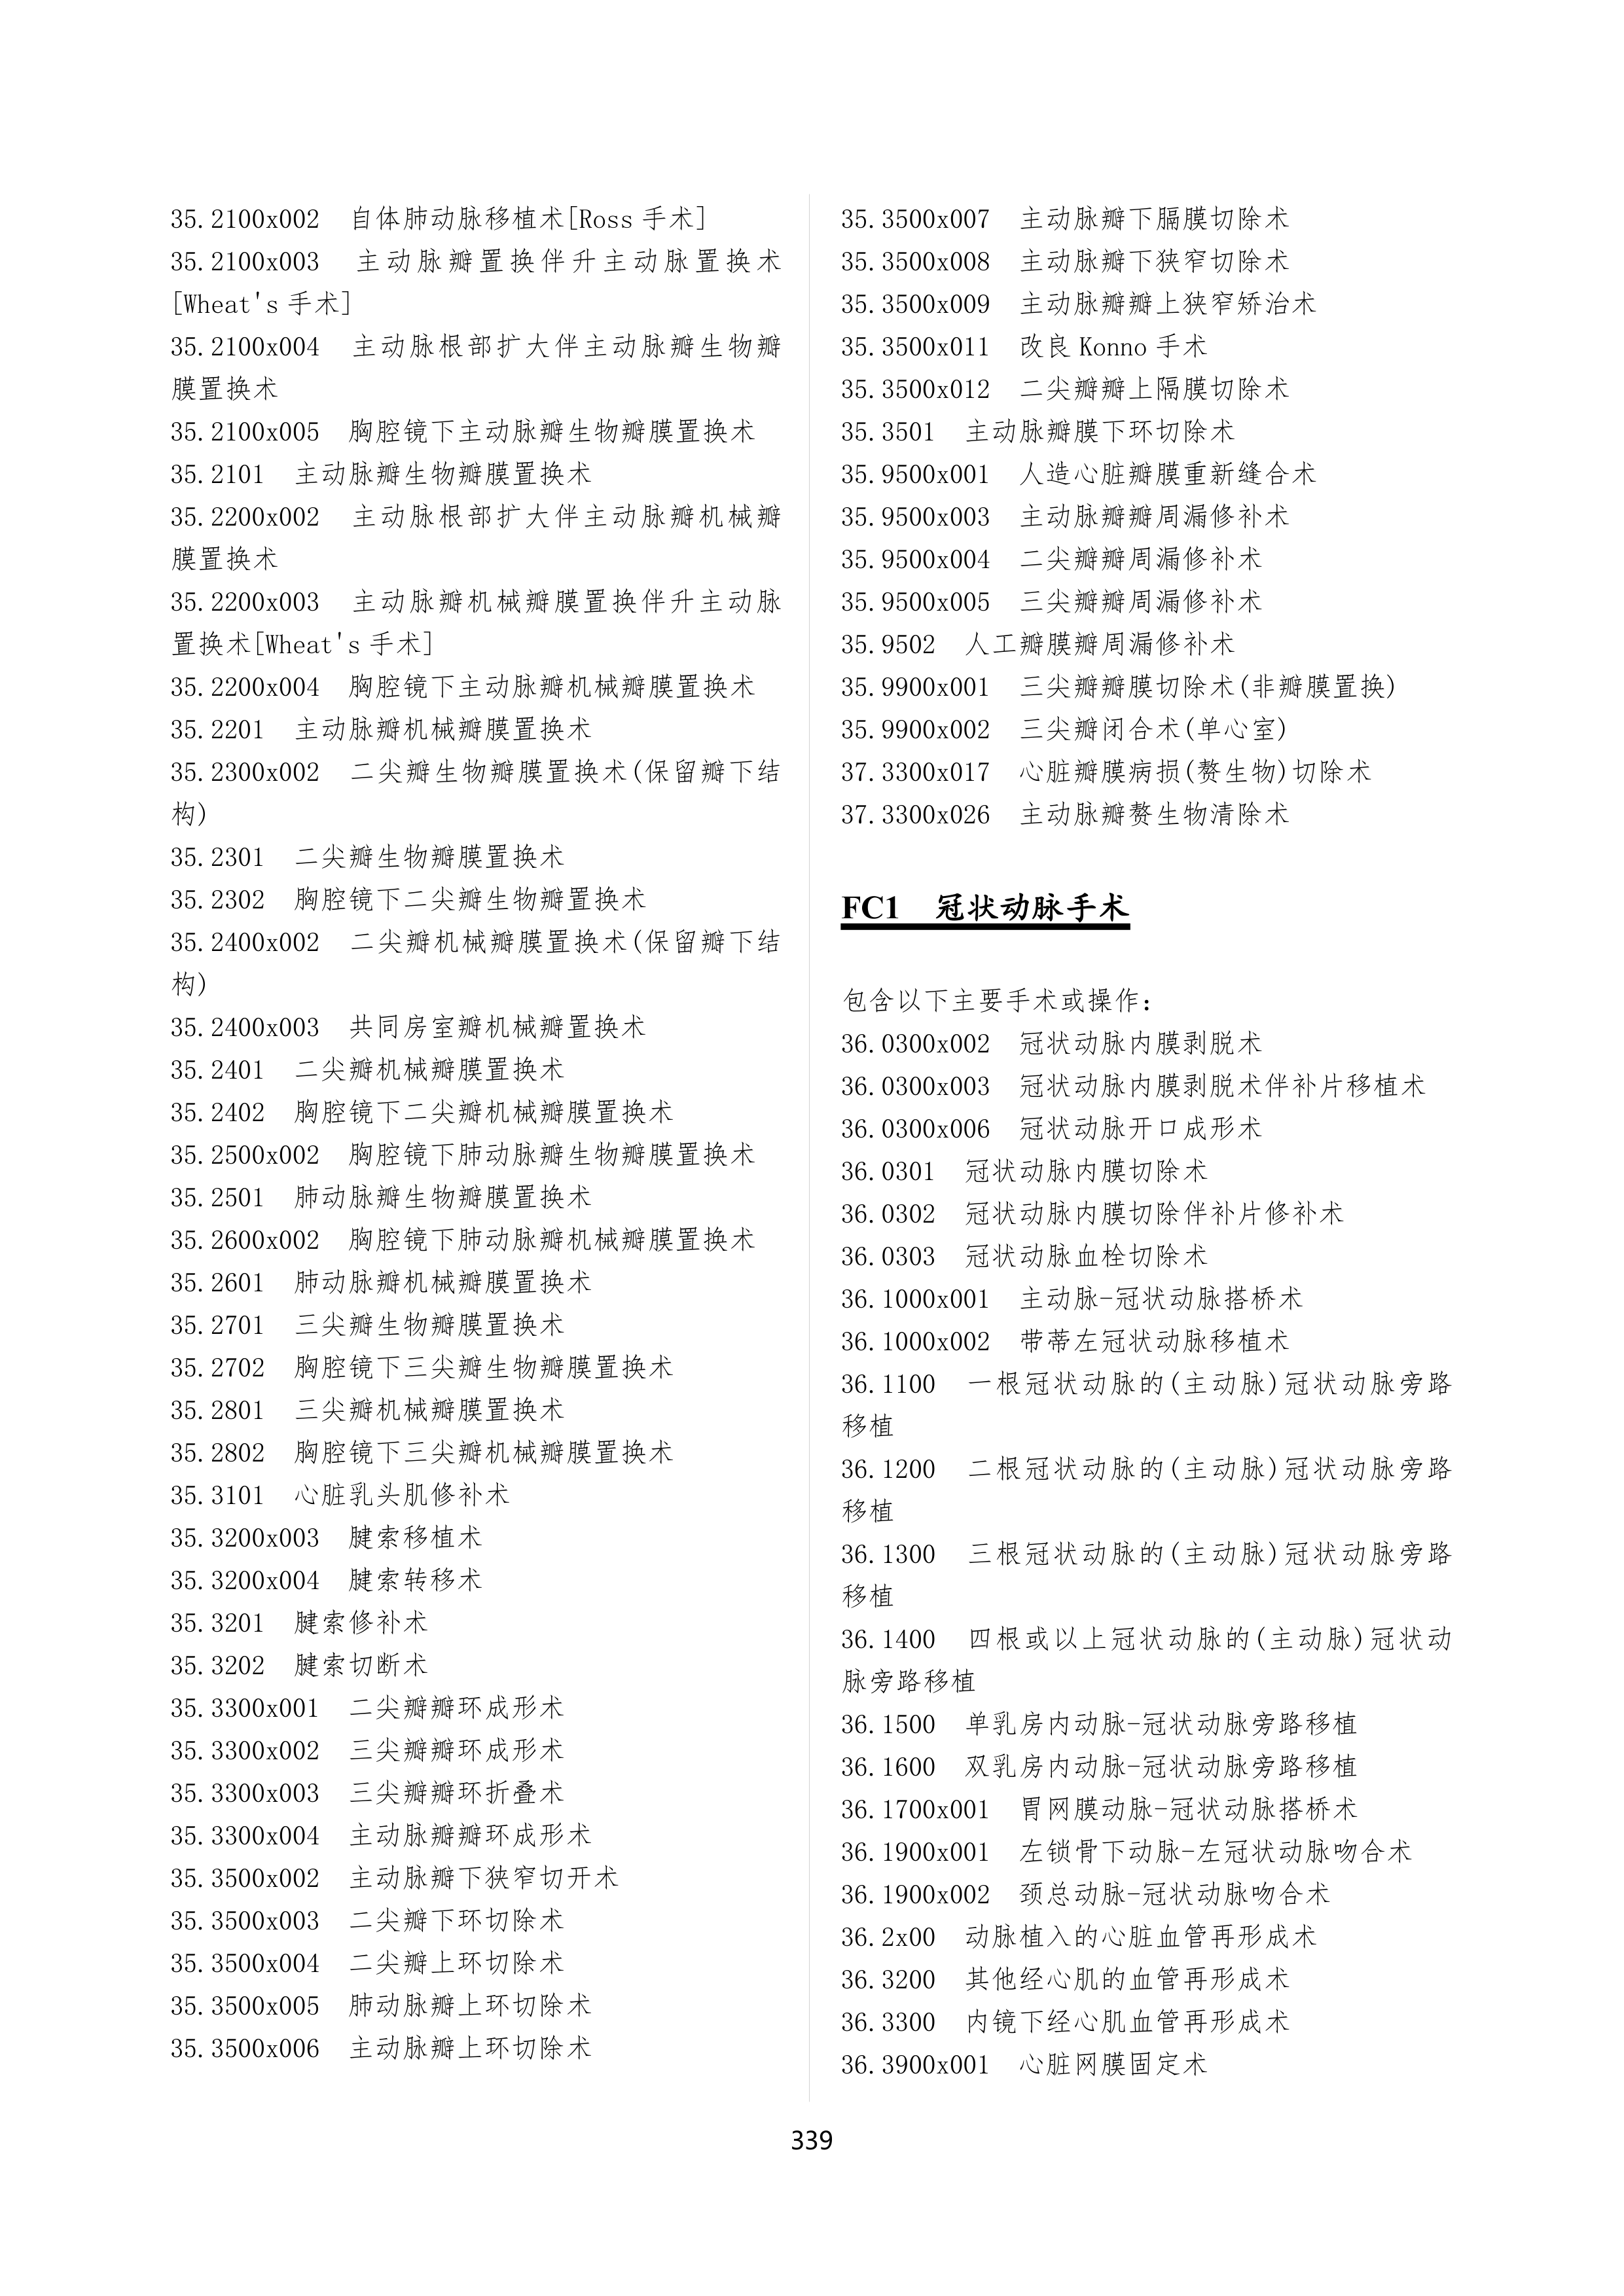 35.2100x002 自体肺动脉移植术[Ross 手术]
35.2100x003 主动脉瓣置换伴升主动脉置换术
[Wheat's 手术]
35.2100x004 主动脉根部扩大伴主动脉瓣生物瓣
膜置换术
35.2100x005 胸腔镜下主动脉瓣生物瓣膜置换术
35.2101 主动脉瓣生物瓣膜置换术
35.2200x002 主动脉根部扩大伴主动脉瓣机械瓣
膜置换术
35.2200x003 主动脉瓣机械瓣膜置换伴升主动脉
置换术[Wheat's 手术]
35.2200x004 胸腔镜下主动脉瓣机械瓣膜置换术
35.2201 主动脉瓣机械瓣膜置换术
35.2300x002 二尖瓣生物瓣膜置换术(保留瓣下结
构)
35.2301 二尖瓣生物瓣膜置换术
35.2302 胸腔镜下二尖瓣生物瓣置换术
35.2400x002 二尖瓣机械瓣膜置换术(保留瓣下结
构)
35.2400x003 共同房室瓣机械瓣置换术
35.2401 二尖瓣机械瓣膜置换术
35.2402 胸腔镜下二尖瓣机械瓣膜置换术
35.2500x002 胸腔镜下肺动脉瓣生物瓣膜置换术
35.2501 肺动脉瓣生物瓣膜置换术
35.2600x002 胸腔镜下肺动脉瓣机械瓣膜置换术
35.2601 肺动脉瓣机械瓣膜置换术
35.2701 三尖瓣生物瓣膜置换术
35.2702 胸腔镜下三尖瓣生物瓣膜置换术
35.2801 三尖瓣机械瓣膜置换术
35.2802 胸腔镜下三尖瓣机械瓣膜置换术
35.3101 心脏乳头肌修补术
35.3200x003 腱索移植术
35.3200x004 腱索转移术
35.3201 腱索修补术
35.3202 腱索切断术
35.3300x001 二尖瓣瓣环成形术
35.3300x002 三尖瓣瓣环成形术
35.3300x003 三尖瓣瓣环折叠术
35.3300x004 主动脉瓣瓣环成形术
35.3500x002 主动脉瓣下狭窄切开术
35.3500x003 二尖瓣下环切除术
35.3500x004 二尖瓣上环切除术
35.3500x005 肺动脉瓣上环切除术
35.3500x006 主动脉瓣上环切除术
35.3500x007 主动脉瓣下膈膜切除术
35.3500x008 主动脉瓣下狭窄切除术
35.3500x009 主动脉瓣瓣上狭窄矫治术
35.3500x011 改良 Konno 手术
35.3500x012 二尖瓣瓣上隔膜切除术
35.3501 主动脉瓣膜下环切除术
35.9500x001 人造心脏瓣膜重新缝合术
35.9500x003 主动脉瓣瓣周漏修补术
35.9500x004 二尖瓣瓣周漏修补术
35.9500x005 三尖瓣瓣周漏修补术
35.9502 人工瓣膜瓣周漏修补术
35.9900x001 三尖瓣瓣膜切除术(非瓣膜置换)
35.9900x002 三尖瓣闭合术(单心室)
37.3300x017 心脏瓣膜病损(赘生物)切除术
37.3300x026 主动脉瓣赘生物清除术
FC1 冠状动脉手术
包含以下主要手术或操作:
36.0300x002 冠状动脉内膜剥脱术
36.0300x003 冠状动脉内膜剥脱术伴补片移植术
36.0300x006 冠状动脉开口成形术
36.0301 冠状动脉内膜切除术
36.0302 冠状动脉内膜切除伴补片修补术
36.0303 冠状动脉血栓切除术
36.1000x001 主动脉-冠状动脉搭桥术
36.1000x002 带蒂左冠状动脉移植术
36.1100 一根冠状动脉的(主动脉)冠状动脉旁路
移植
36.1200 二根冠状动脉的(主动脉)冠状动脉旁路
移植
36.1300 三根冠状动脉的(主动脉)冠状动脉旁路
移植
36.1400 四根或以上冠状动脉的(主动脉)冠状动
脉旁路移植
36.1500 单乳房内动脉-冠状动脉旁路移植
36.1600 双乳房内动脉-冠状动脉旁路移植
36.1700x001 胃网膜动脉-冠状动脉搭桥术
36.1900x001 左锁骨下动脉-左冠状动脉吻合术
36.1900x002 颈总动脉-冠状动脉吻合术
36.2x00 动脉植入的心脏血管再形成术
36.3200 其他经心肌的血管再形成术
36.3300 内镜下经心肌血管再形成术
36.3900x001 心脏网膜固定术
339